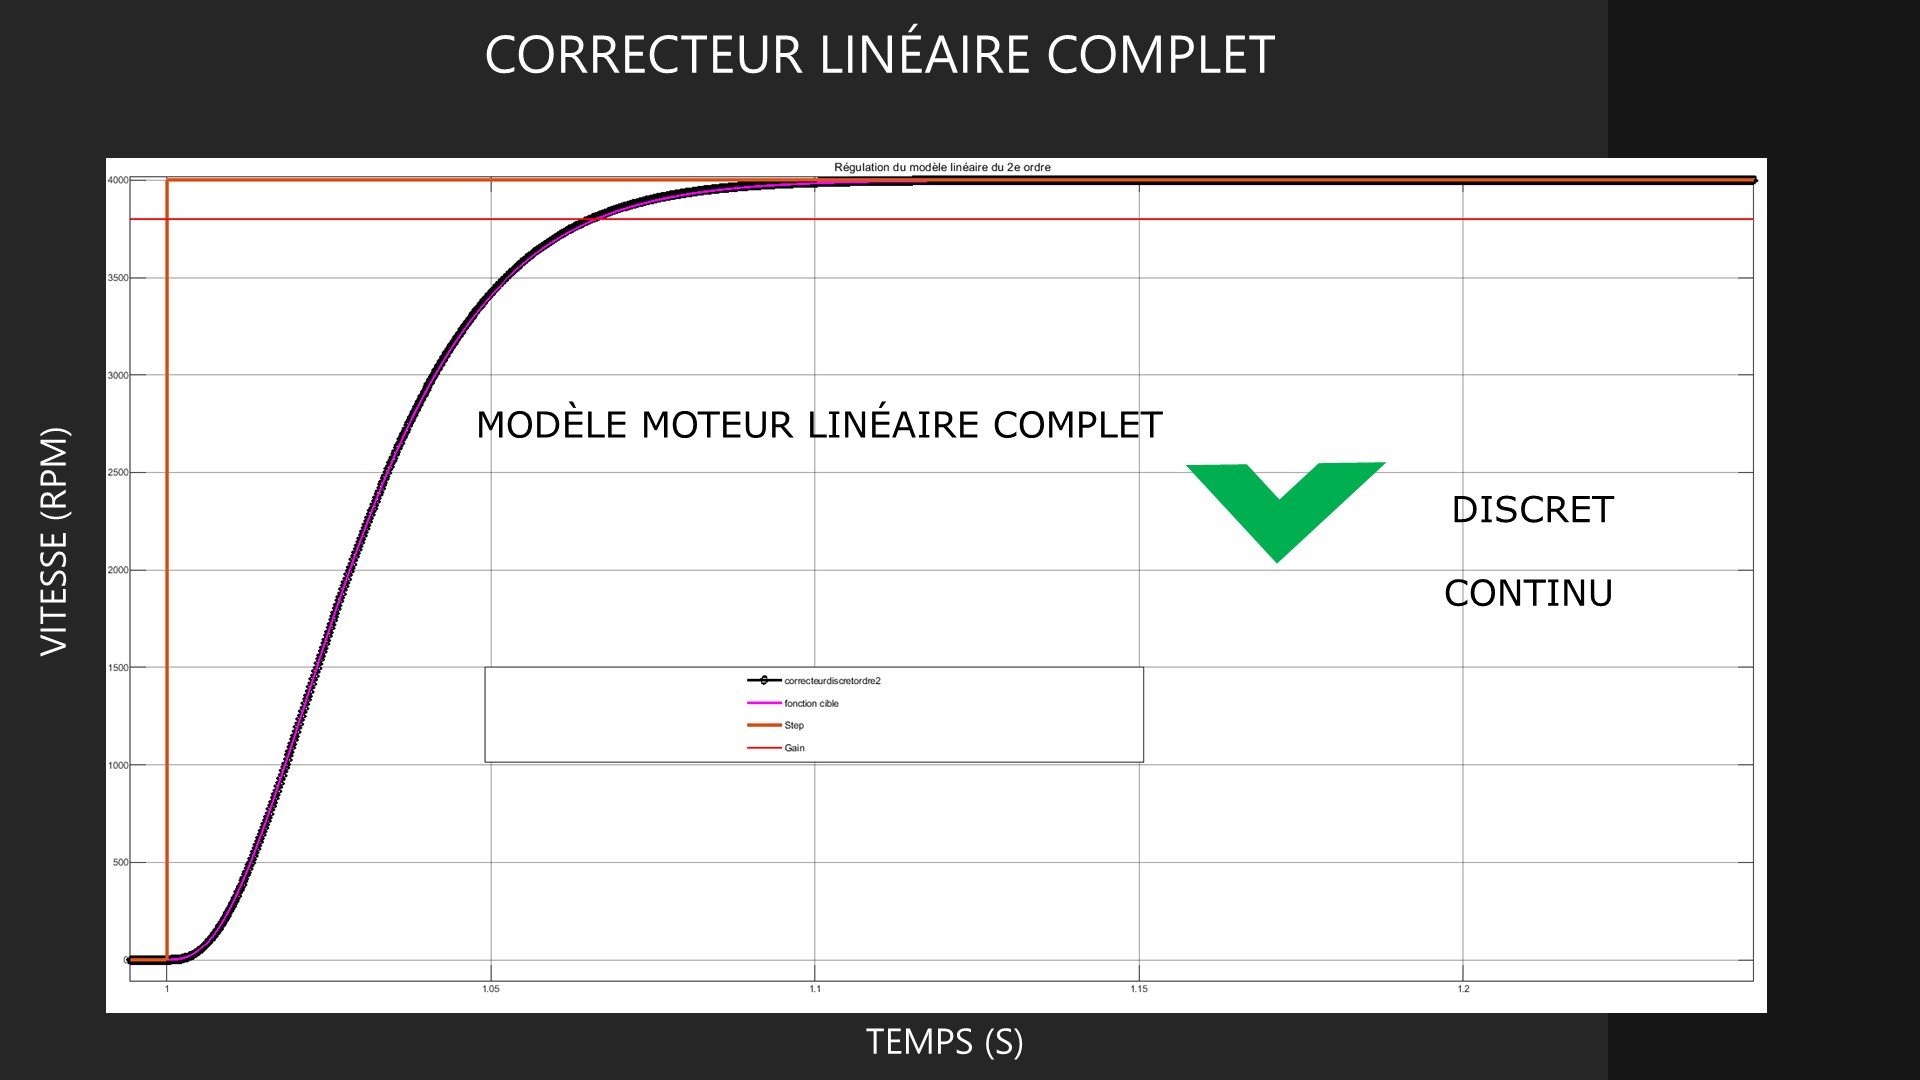 CORRECTEUR LINÉAIRE COMPLET
Régulation du modèle linéaire du 2e ordre
VITESSE (RPM)
4000
3500
3000
2500
2000
1500
1000
500
0
MODÈLE MOTEUR LINÉAIRE COMPLET
DISCRET
CONTINU
correcteurdiscretordre2
fonction cible
Step
Gain
1
1.05
1.1
1.15
1.2
TEMPS (S)